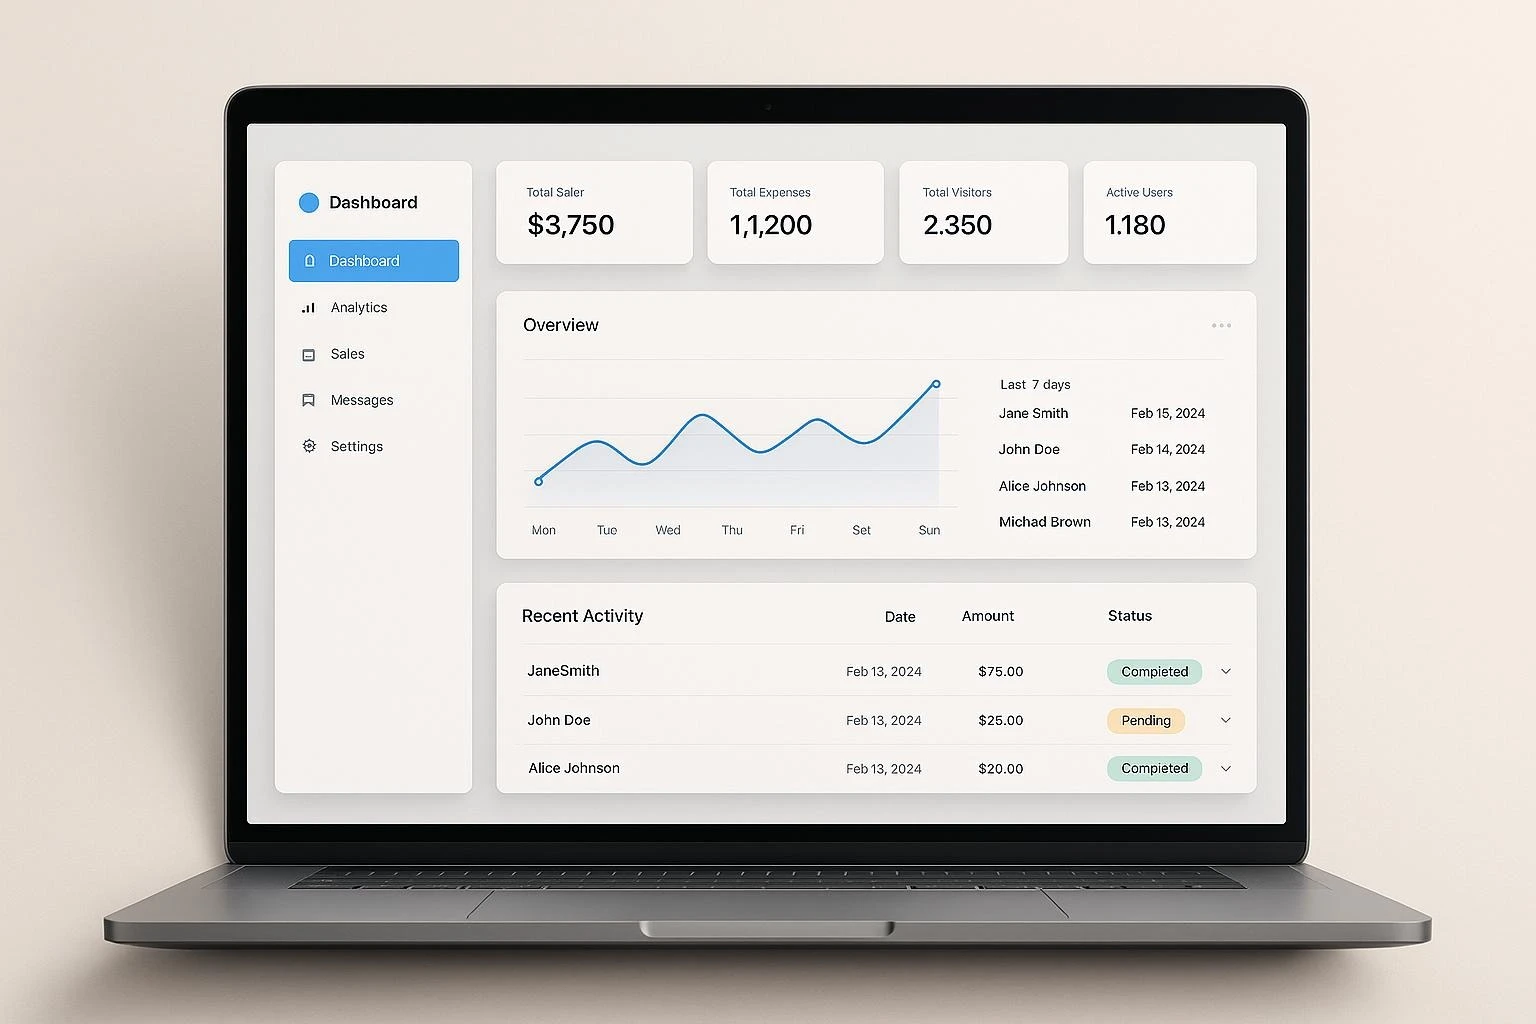 Dashboard
Dashboard
Analytics
Sales
Messages
Settings
Total Saler
$3,750
Total Expenses
1,1,200
Total Visitors
2.350
Active Users
1.180
Overview
Mon Tue Wed Thu Fri Set Sun
Last 7 days
Jane Smith Feb 15, 2024
John Doe Feb 14, 2024
Alice Johnson Feb 13, 2024
Michad Brown Feb 13, 2024
Recent Activity Date Amount Status
JaneSmith Feb 13, 2024 $75.00 Completed
John Doe Feb 13, 2024 $25.00 Pending
Alice Johnson Feb 13, 2024 $20.00 Completed